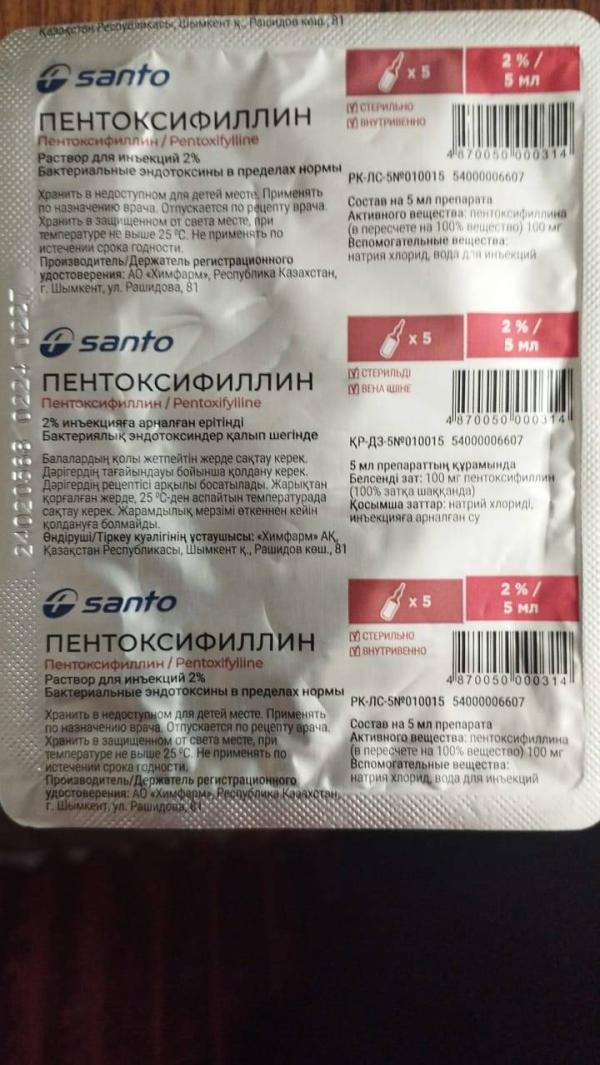 Қазақстан Республикасы, Шымкент қ., Рашидов көш., 81
santo
x 5
2 % /
5 мл
ПЕНТОКСИФИЛЛИН
Пентоксифиллин / Pentoxifylline
Раствор для инъекций 2%
Бактериальные эндотоксины в пределах нормы
СТЕРИЛЬНО
ВНУТРИВЕННО
4 870050 000314
РК-ЛС-5№010015 54000006607
Хранить в недоступном для детей месте. Применять
по назначению врача. Отпускается по рецепту врача.
Хранить в защищенном от света месте, при
температуре не выше 25 ºС. Не применять по
истечении срока годности.
Производитель/Держатель регистрационного
удостоверения: АО «Химфарм», Республика Казахстан,
г. Шымкент, ул. Рашидова, 81
Состав на 5 мл препарата
Активного вещества: пентоксифиллина
(в пересчете на 100% вещество) 100 мг
Вспомогательные вещества:
натрия хлорид, вода для инъекций
santo
x 5
2 % /
5 мл
ПЕНТОКСИФИЛЛИН
Пентоксифиллин / Pentoxifylline
2% инъекцияға арналған ерітінді
Бактериялық эндотоксиндер қалып шегінде
СТЕРИЛЬДІ
ВЕНА ІШІНЕ
4 870050 000314
ҚР-ДЗ-5№010015 54000006607
Балалардың қолы жетпейтін жерде сақтау керек.
Дәрігердің тағайындауы бойынша қолдану керек.
Дәрігердің рецептісі арқылы босатылады. Жарықтан
қорғалған жерде, 25 ºС-ден аспайтын температурада
сақтау керек. Жарамдылық мерзімі өткеннен кейін
қолдануға болмайды.
Өндіруші/Тіркеу куәлігінің ұстаушысы: «Химфарм» АҚ,
Қазақстан Республикасы, Шымкент қ., Рашидов көш., 81
5 мл препараттың құрамында
Белсенді зат: 100 мг пентоксифиллин
(100% затқа шаққанда)
Қосымша заттар: натрий хлориді,
инъекцияға арналған су
24020568 0224 0227
santo
x 5
2 % /
5 мл
ПЕНТОКСИФИЛЛИН
Пентоксифиллин / Pentoxifylline
Раствор для инъекций 2%
Бактериальные эндотоксины в пределах нормы
СТЕРИЛЬНО
ВНУТРИВЕННО
4 870050 000314
РК-ЛС-5№010015 54000006607
Хранить в недоступном для детей месте. Применять
по назначению врача. Отпускается по рецепту врача.
Хранить в защищенном от света месте, при
температуре не выше 25 ºС. Не применять по
истечении срока годности.
Производитель/Держатель регистрационного
удостоверения: АО «Химфарм», Республика Казахстан,
г. Шымкент, ул. Рашидова, 81
Состав на 5 мл препарата
Активного вещества: пентоксифиллина
(в пересчете на 100% вещество) 100 мг
Вспомогательные вещества:
натрия хлорид, вода для инъекций